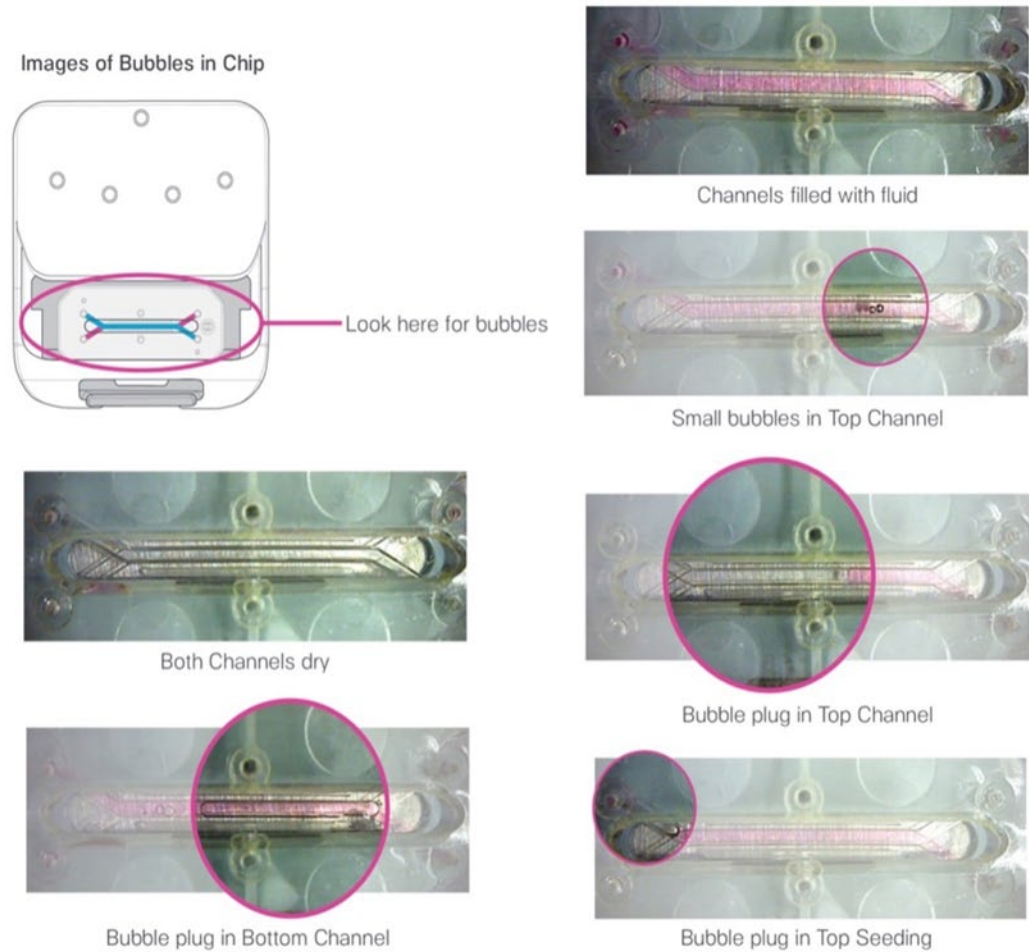 Images of Bubbles in Chip
Look here for bubbles
Channels filled with fluid
Small bubbles in Top Channel
Both Channels dry
Bubble plug in Top Channel
Bubble plug in Bottom Channel
Bubble plug in Top Seeding